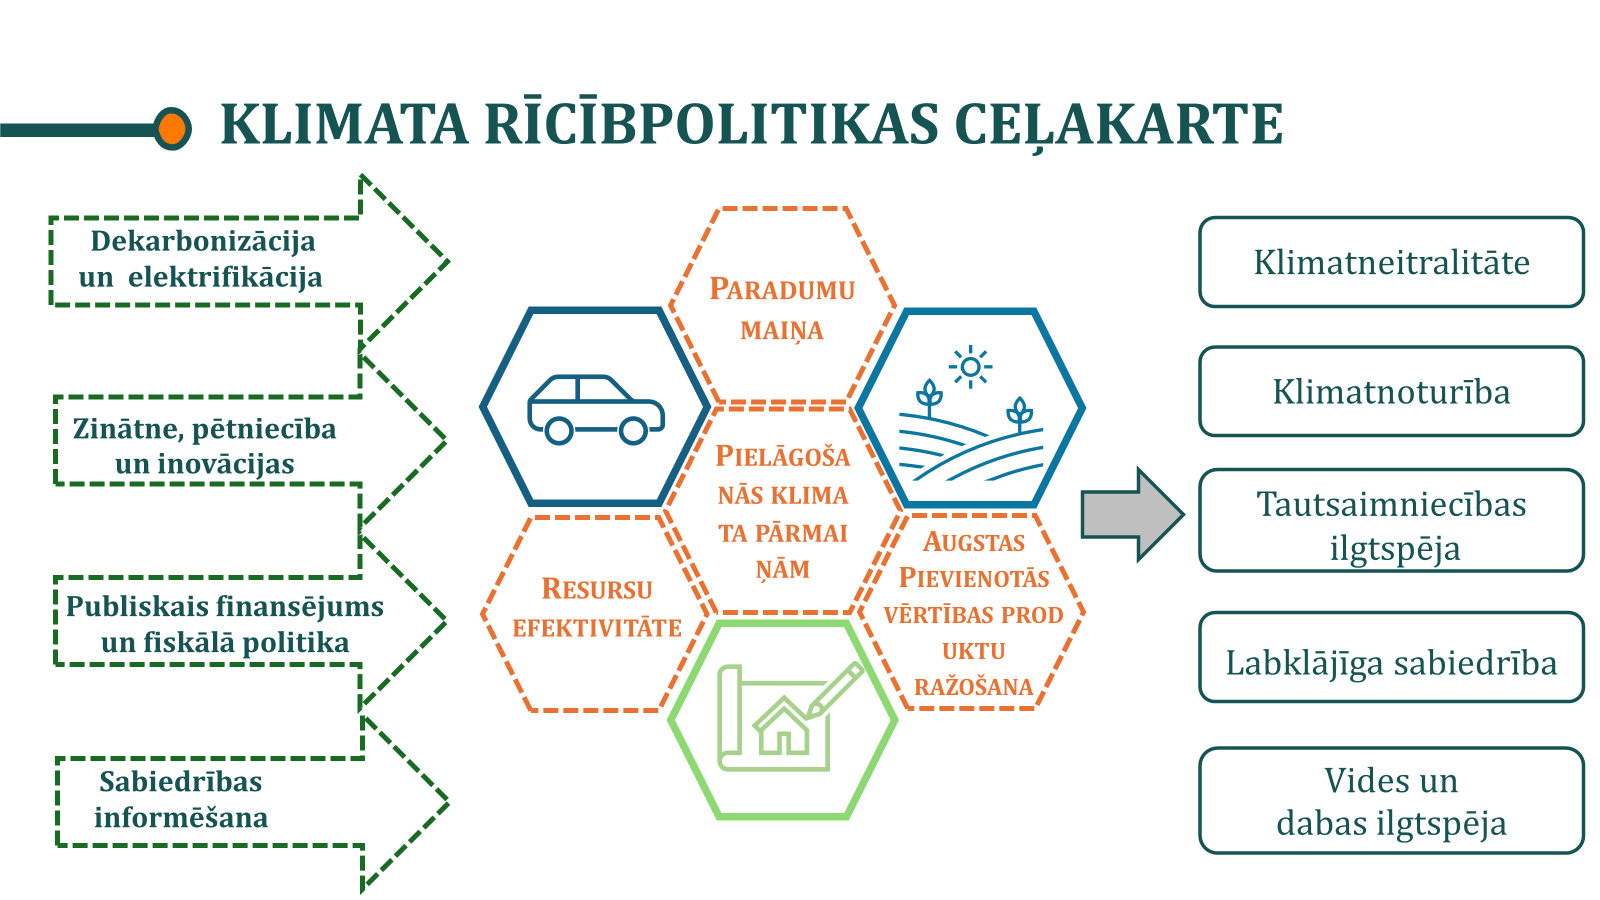 KLIMATA RĪCĪBPOLITIKAS CEĻAKARTE
Dekarbonizācija
un elektrifikācija
Zinātne, pētniecība
un inovācijas
Publiskais finansējums
un fiskālā politika
Sabiedrības
informēšana
PARADUMU
MAIŅA
PIELĀGOŠA
NĀS KLIMA
TA PĀRMAI
ŅĀM
RESURSU
EFEKTIVITĀTE
AUGSTAS
PIEVIENOTĀS
VĒRTĪBAS PROD
UKTU
RAŽOŠANA
Klimatneitralitāte
Klimatnoturība
Tautsaimniecības
ilgtspēja
Labklājīga sabiedrība
Vides un
dabas ilgtspēja